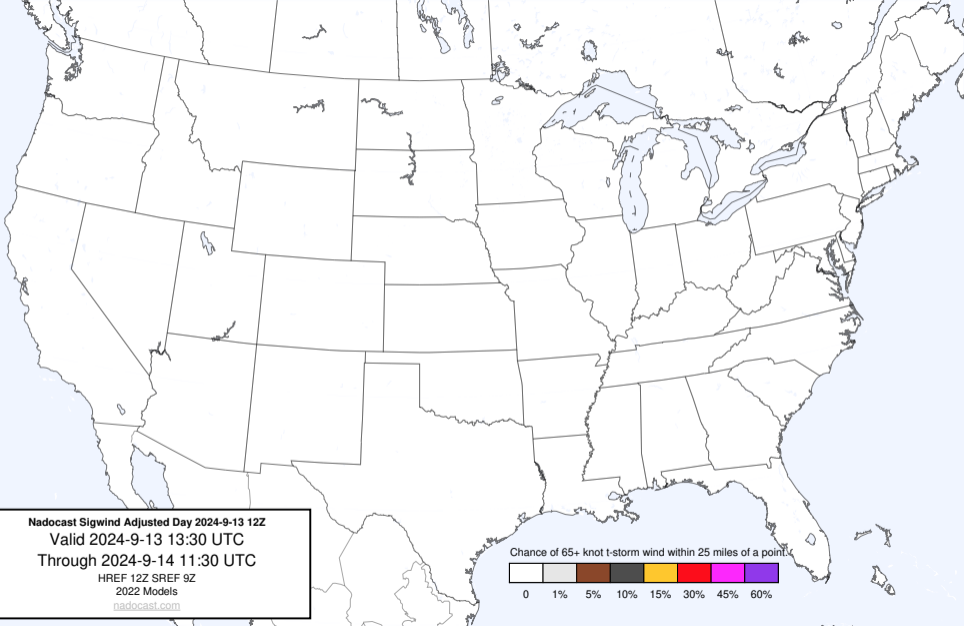 Nadocast Sigwind Adjusted Day 2024-9-13 12Z
Valid 2024-9-13 13:30 UTC
Through 2024-9-14 11:30 UTC
HREF 12Z SREF 9Z
2022 Models
nadocast.com
Chance of 65+ knot t-storm wind within 25 miles of a point.
0 1% 5% 10% 15% 30% 45% 60%